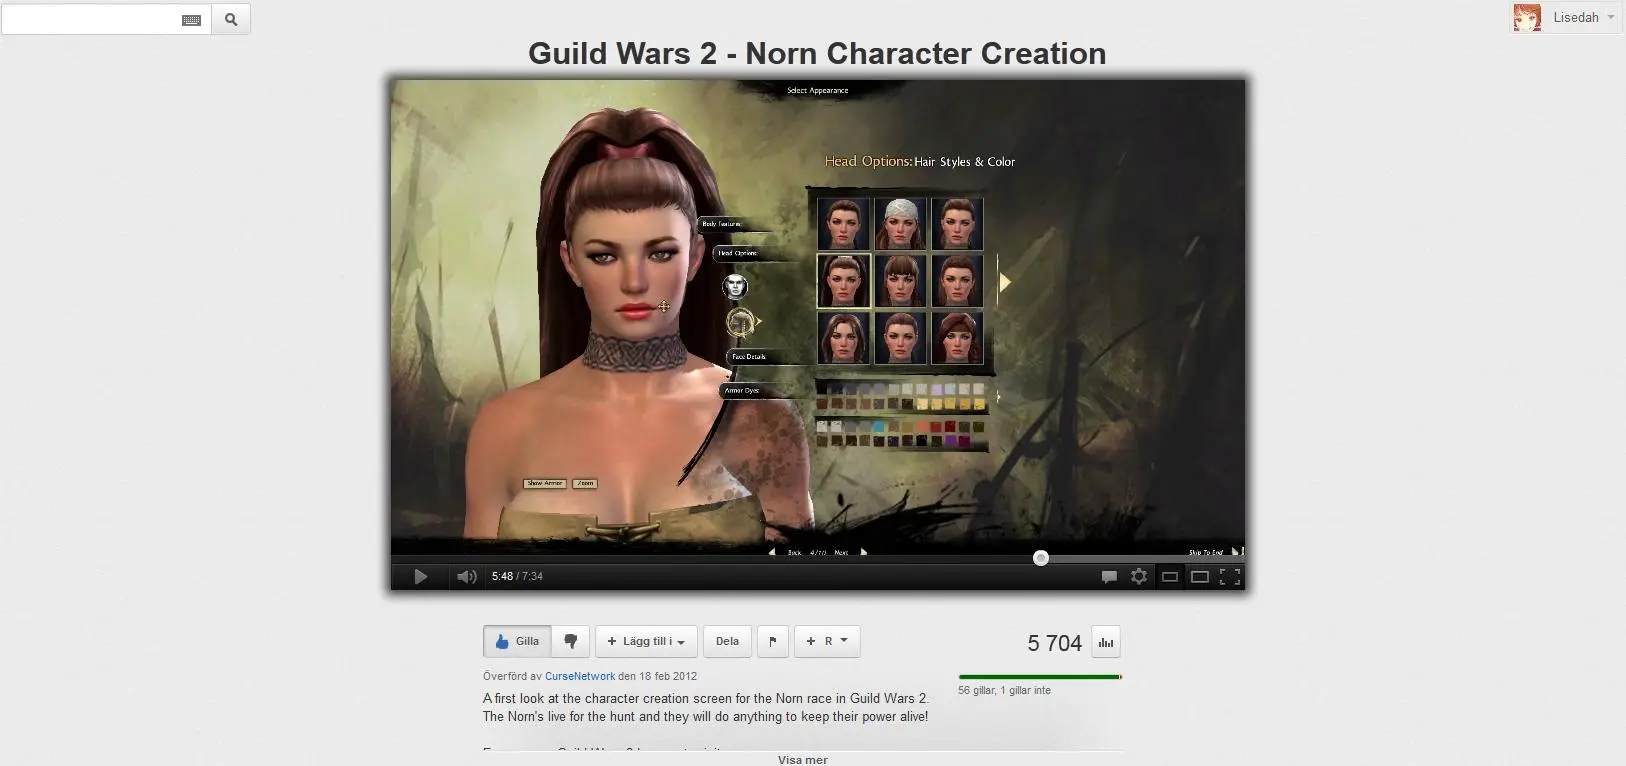 Lisedah
Guild Wars 2 - Norn Character Creation
Select Appearance
Head Options: Hair Styles & Color
Body Features:
Head Options:
Face Details:
Armor Dyes:
Show Armor
Zoom
Back 4/10 Next
Skip To End
5:48 / 7:34
Gilla
+ Lägg till i
Dela
+ R
5 704
Överförd av CurseNetwork den 18 feb 2012
56 gillar, 1 gillar inte
A first look at the character creation screen for the Norn race in Guild Wars 2.
The Norn's live for the hunt and they will do anything to keep their power alive!
Visa mer